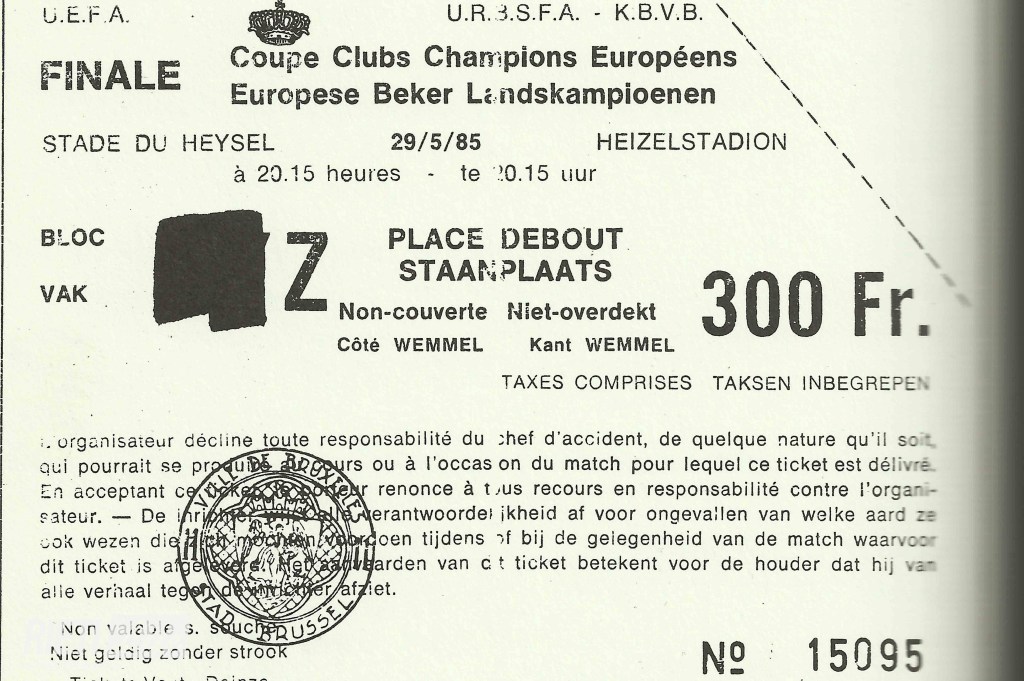 U.E.F.A. U.R.B.S.F.A. - K.B.V.B.
FINALE
Coupe Clubs Champions Européens
Europese Beker Landskampioenen
STADE DU HEYSEL 29/5/85 HEIZELSTADION
à 20.15 heures - te 20.15 uur
BLOC
VAK
Z
PLACE DEBOUT
STAANPLAATS
Non-couverte Niet-overdekt
Côté WEMMEL Kant WEMMEL
300 Fr.
TAXES COMPRISES TAKSEN INBEGREPEN
L'organisateur décline toute responsabilité du chef d'accident, de quelque nature qu'il soit,
qui pourrait se produire au cours ou à l'occasion du match pour lequel ce ticket est délivré.
En acceptant ce ticket, le porteur renonce à tous recours en responsabilité contre l'organi-
sateur. — De inrichter wijst alle verantwoordelijkheid af voor ongevallen van welke aard ze
ook wezen die zich mochten voordoen tijdens of bij de gelegenheid van de match waarvoor
dit ticket is afgeleverd. Het aanvaarden van dit ticket betekent voor de houder dat hij van
alle verhaal tegen de inrichter afziet.
VILLE DE BRUXELLES
STAD BRUSSEL
11 11
Non valable s. souche
Niet geldig zonder strook
Nº 15095